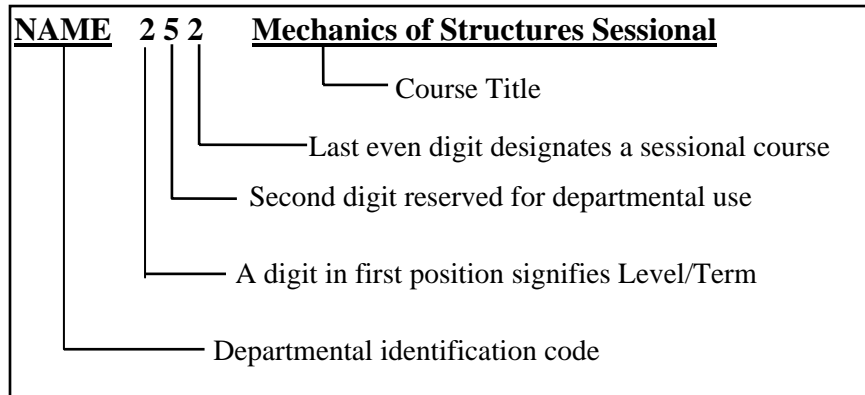 NAME 2 5 2 Mechanics of Structures Sessional
Course Title
Last even digit designates a sessional course
Second digit reserved for departmental use
A digit in first position signifies Level/Term
Departmental identification code